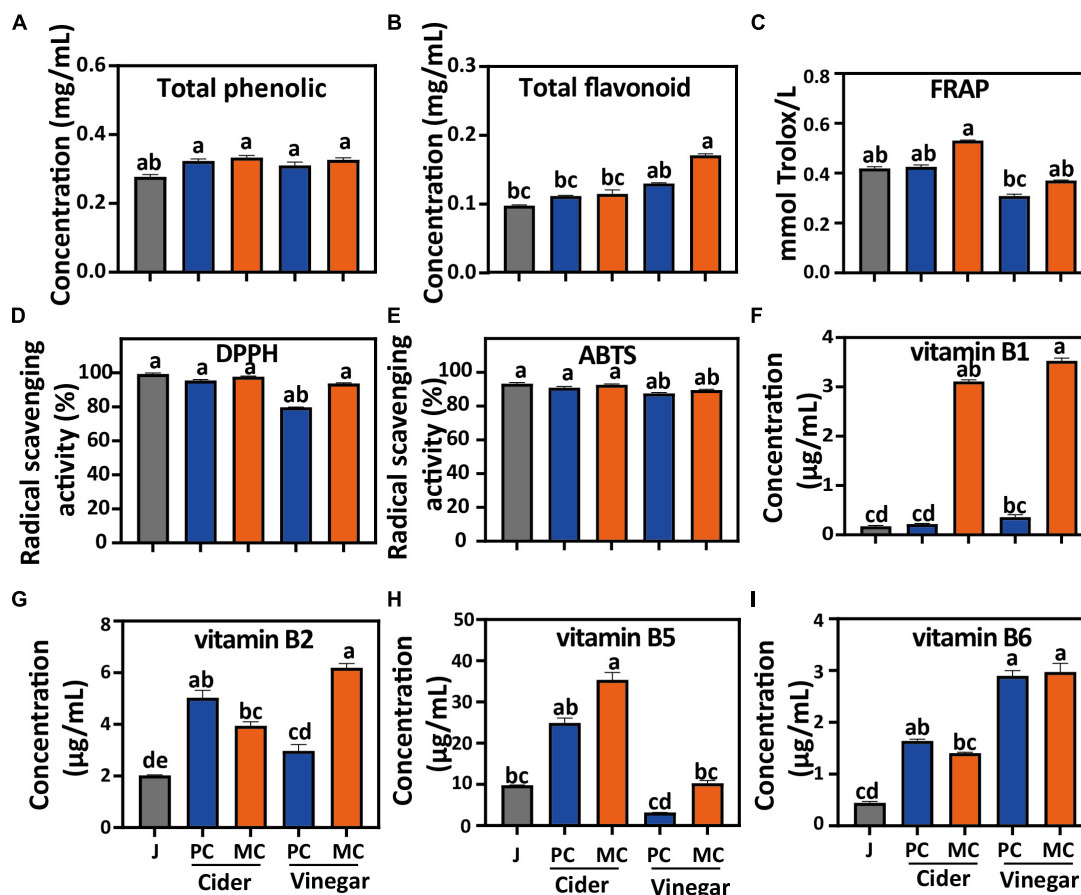 A
Concentration (mg/mL)
0.6
0.4
0.2
0.0
Total phenolic
ab a a a a
B
Concentration (mg/mL)
0.3
0.2
0.1
0.0
Total flavonoid
bc bc bc ab a
C
mmol Trolox/L
0.8
0.6
0.4
0.2
0.0
FRAP
ab ab a bc ab
D
Radical scavenging
activity (%)
100
80
60
40
20
0
DPPH
a a a ab a
E
Radical scavenging
activity (%)
100
80
60
40
20
0
ABTS
a a a ab ab
F
Concentration
(µg/mL)
4
3
2
1
0
vitamin B1
cd cd ab bc a
G
Concentration
(µg/mL)
8
6
4
2
0
vitamin B2
de ab bc cd a
J PC MC PC MC
Cider Vinegar
H
Concentration
(µg/mL)
50
40
30
20
10
0
vitamin B5
bc ab a cd bc
J PC MC PC MC
Cider Vinegar
I
Concentration
(µg/mL)
4
3
2
1
0
vitamin B6
cd ab bc a a
J PC MC PC MC
Cider Vinegar